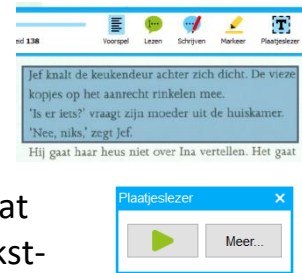 eid 138
Voorspel Lezen Schrijven Markeer Plaatjeslezer
Jef knalt de keukendeur achter zich dicht. De vieze
kopjes op het aanrecht rinkelen mee.
'Is er iets?' vraagt zijn moeder uit de huiskamer.
'Nee, niks,' zegt Jef.
Hij gaat haar heus niet over Ina vertellen. Het gaat
at
kst-
Plaatjeslezer
Meer...